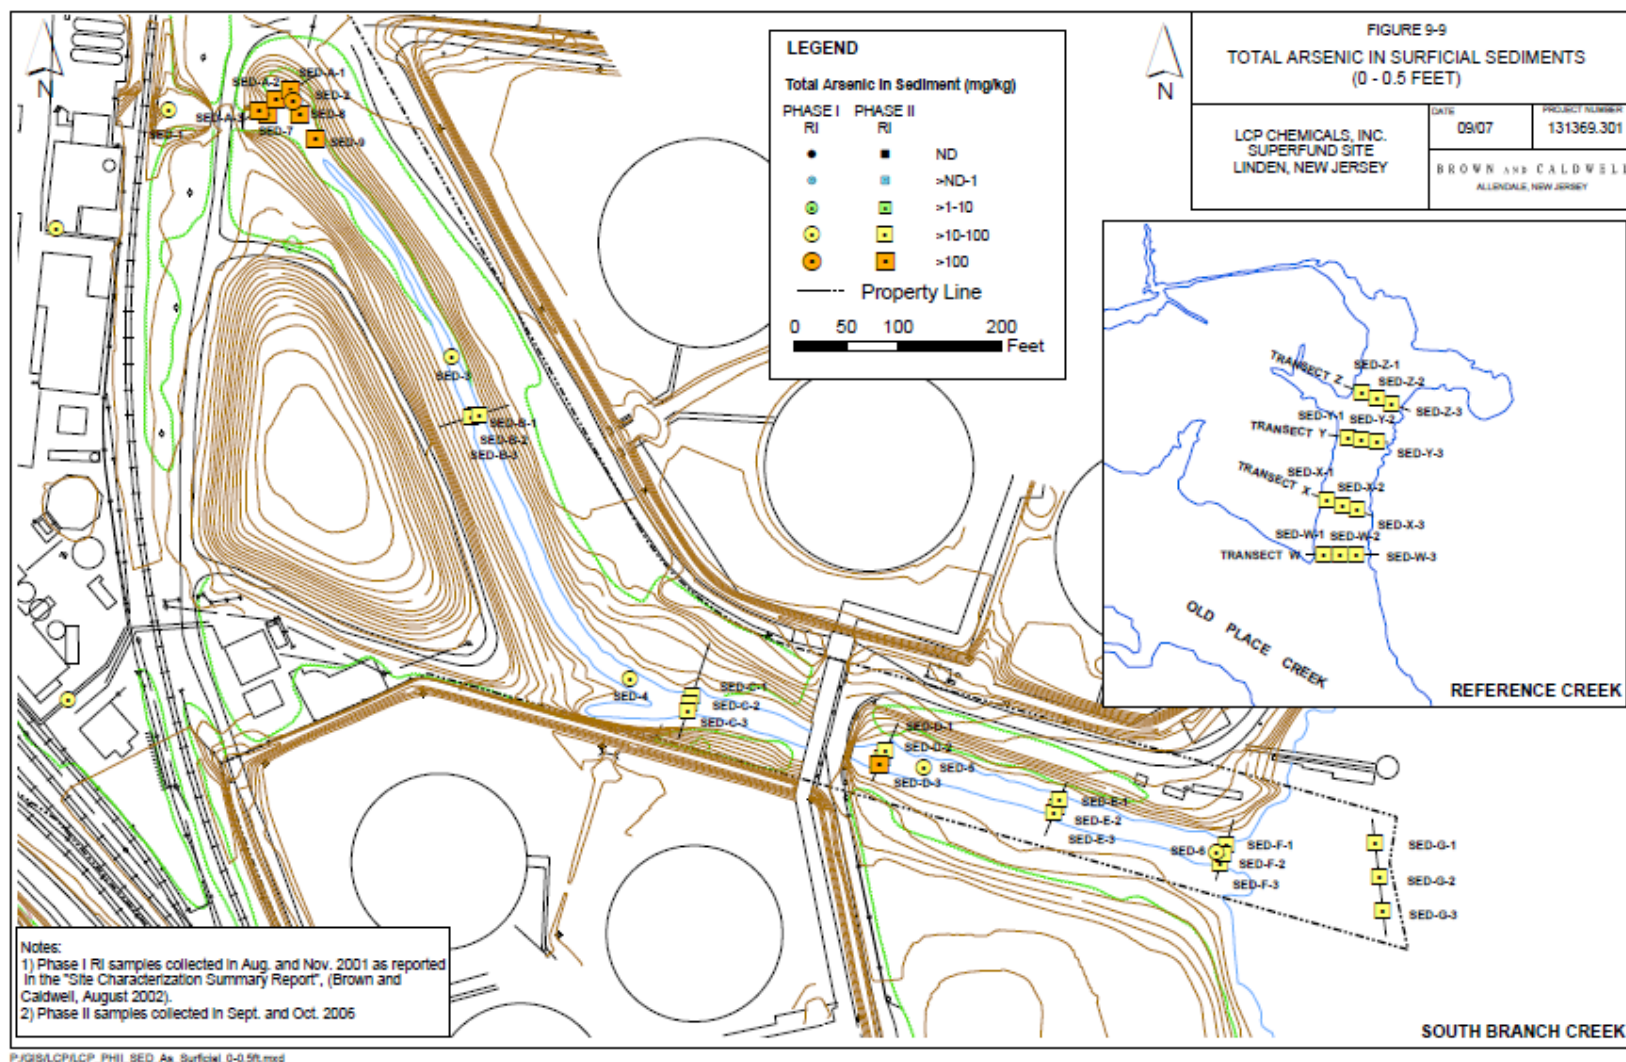 FIGURE 9-9
TOTAL ARSENIC IN SURFICIAL SEDIMENTS
(0 - 0.5 FEET)
LCP CHEMICALS, INC.
SUPERFUND SITE
LINDEN, NEW JERSEY
DATE
09/07
PROJECT NUMBER
131369.301
BROWN AND CALDWELL
ALLENDALE, NEW JERSEY
N
N
LEGEND
Total Arsenic in Sediment (mg/kg)
PHASE I PHASE II
RI RI
ND
>ND-1
>1-10
>10-100
>100
Property Line
0 50 100 200
Feet
SED-A-1
SED-A-2
SED-2
SED-A-3
SED-8
SED-1
SED-7
SED-9
SED-3
SED-B-1
SED-B-2
SED-B-3
SED-4
SED-C-1
SED-C-2
SED-C-3
SED-D-1
SED-D-2
SED-5
SED-D-3
SED-E-1
SED-E-2
SED-E-3
SED-6
SED-F-1
SED-F-2
SED-F-3
SED-G-1
SED-G-2
SED-G-3
TRANSECT Z
SED-Z-1
SED-Z-2
SED-Z-3
SED-Y-1
SED-Y-2
TRANSECT Y
SED-Y-3
SED-X-1
TRANSECT X
SED-X-2
SED-X-3
SED-W-1 SED-W-2
TRANSECT W
SED-W-3
OLD PLACE CREEK
REFERENCE CREEK
Notes:
1) Phase I RI samples collected in Aug. and Nov. 2001 as reported
in the "Site Characterization Summary Report", (Brown and
Caldwell, August 2002).
2) Phase II samples collected in Sept. and Oct. 2006
SOUTH BRANCH CREEK
P:/GIS/LCP/LCP_PHII_SED_As_Surficial_0-0.5ft.mxd